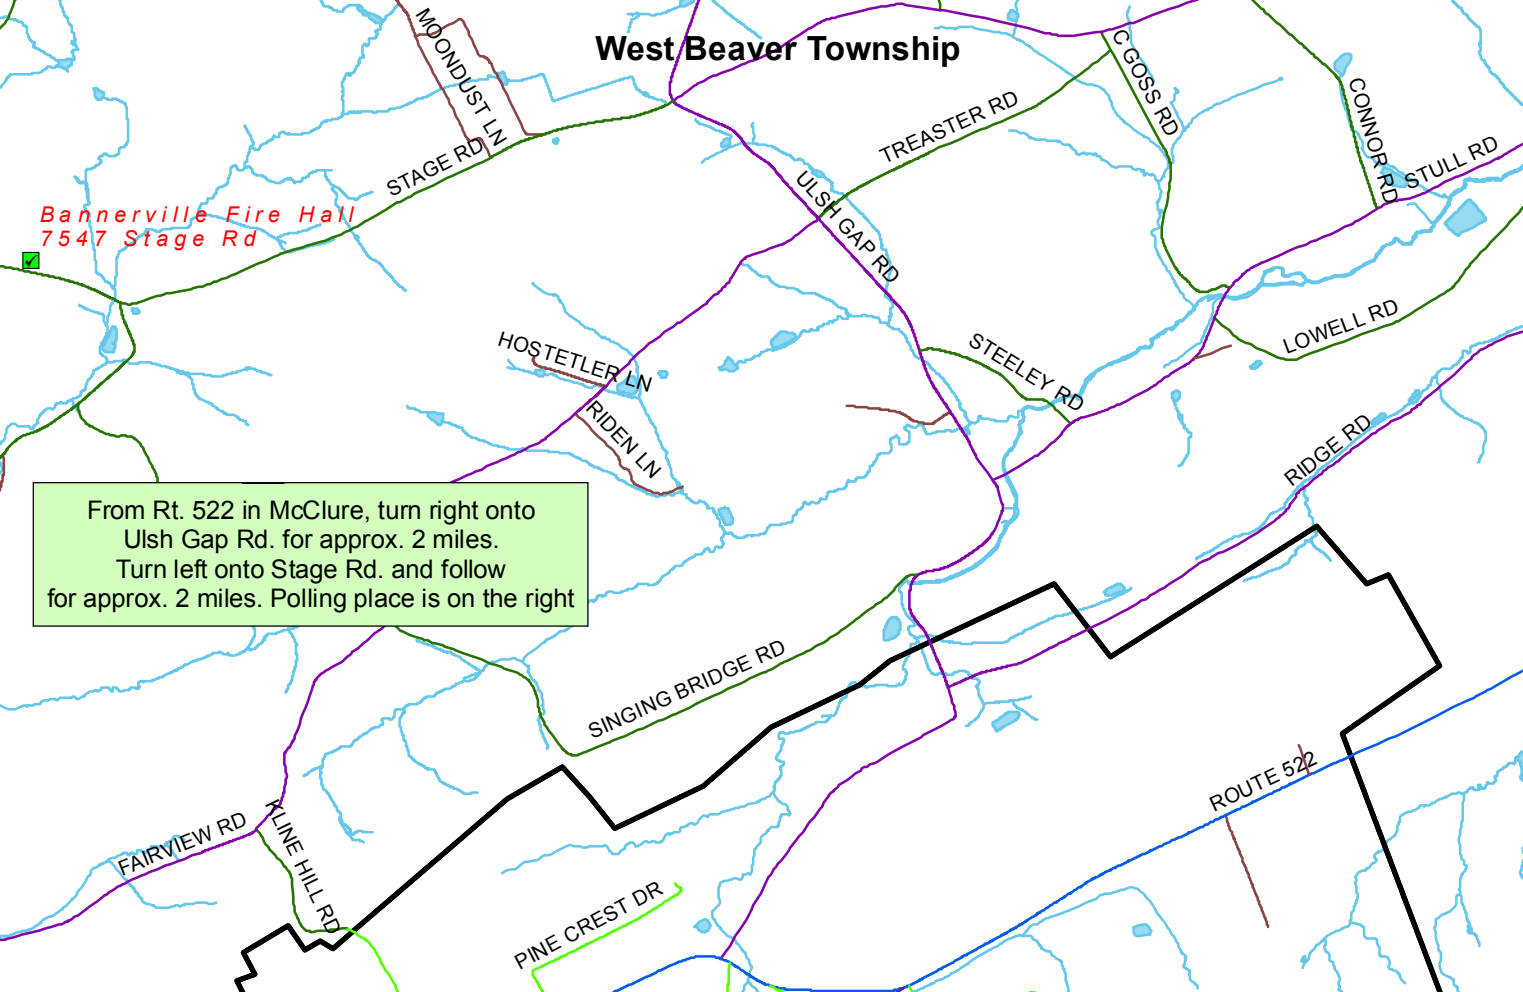 West Beaver Township
MOONDUST LN
C GOSS RD
CONNOR RD
TREASTER RD
STAGE RD
STULL RD
ULSH GAP RD
Bannerville Fire Hall
7547 Stage Rd
LOWELL RD
HOSTETLER LN
STEELEY RD
RIDEN LN
RIDGE RD
From Rt. 522 in McClure, turn right onto
Ulsh Gap Rd. for approx. 2 miles.
Turn left onto Stage Rd. and follow
for approx. 2 miles. Polling place is on the right
SINGING BRIDGE RD
ROUTE 522
FAIRVIEW RD
KLINE HILL RD
PINE CREST DR